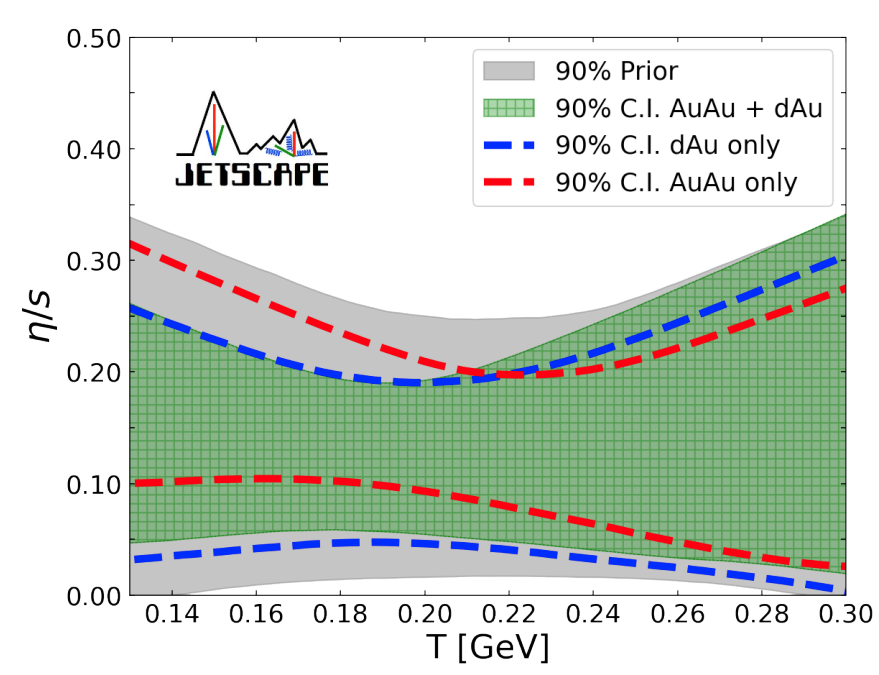 0.50
0.40
0.30
0.20
0.10
0.00
η/s
JETSCAPE
90% Prior
90% C.I. AuAu + dAu
90% C.I. dAu only
90% C.I. AuAu only
0.14 0.16 0.18 0.20 0.22 0.24 0.26 0.28 0.30
T [GeV]